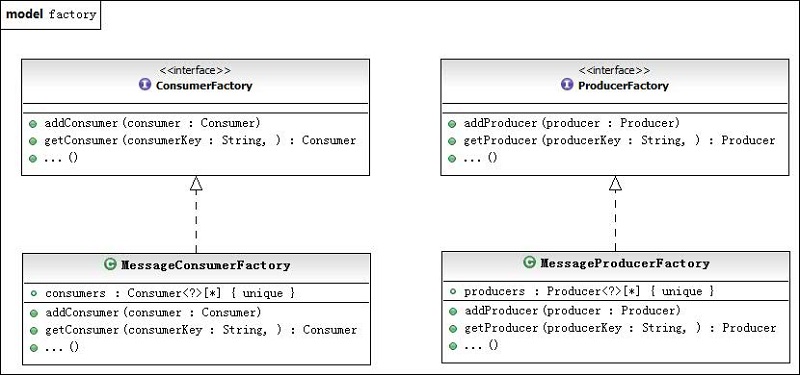 model factory
<<interface>>
ConsumerFactory
addConsumer(consumer : Consumer)
getConsumer(consumerKey : String, ) : Consumer
...()
<<interface>>
ProducerFactory
addProducer(producer : Producer)
getProducer(producerKey : String, ) : Producer
...()
MessageConsumerFactory
consumers : Consumer<?>[*] { unique }
addConsumer(consumer : Consumer)
getConsumer(consumerKey : String, ) : Consumer
...()
MessageProducerFactory
producers : Producer<?>[*] { unique }
addProducer(producer : Producer)
getProducer(producerKey : String, ) : Producer
...()